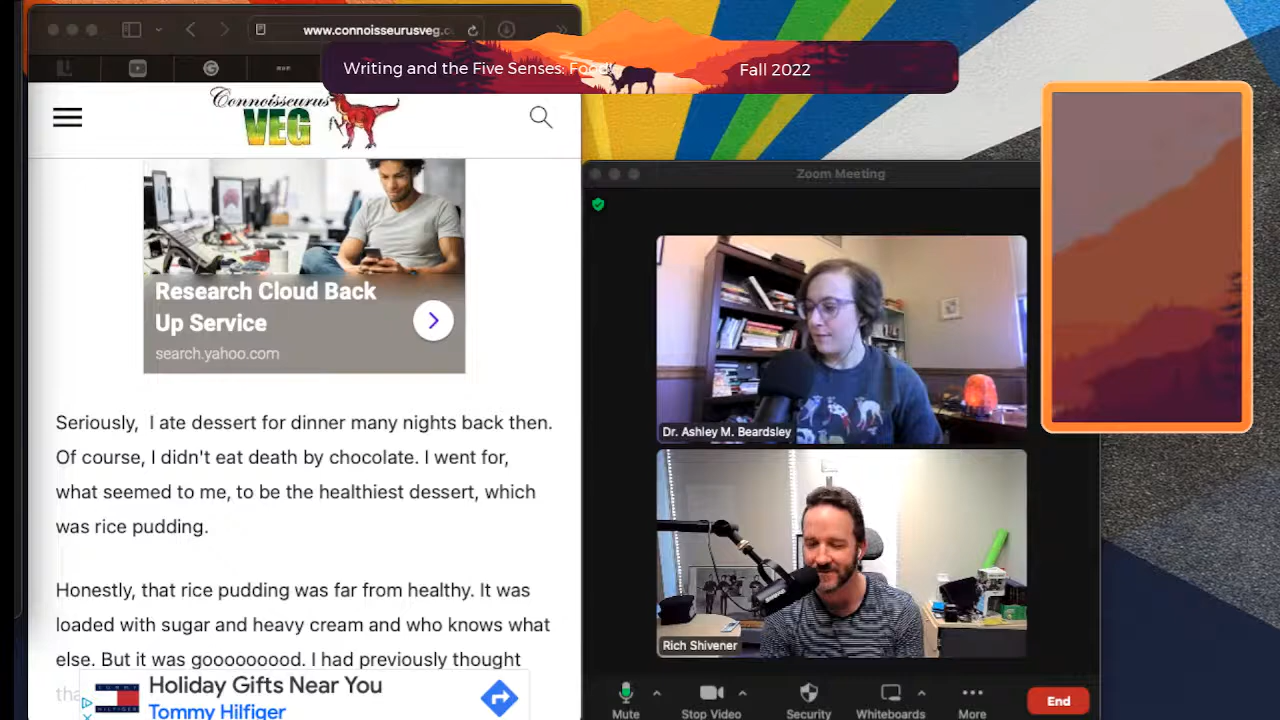 www.connoisseurusveg.c
Writing and the Five Senses: Food
Fall 2022
Connoisseurus
VEG
Research Cloud Back
Up Service
search.yahoo.com
Seriously, I ate dessert for dinner many nights back then.
Of course, I didn't eat death by chocolate. I went for,
what seemed to me, to be the healthiest dessert, which
was rice pudding.
Honestly, that rice pudding was far from healthy. It was
loaded with sugar and heavy cream and who knows what
else. But it was gooooooood. I had previously thought
Holiday Gifts Near You
Tommy Hilfiger
Zoom Meeting
Dr. Ashley M. Beardsley
Rich Shivener
Mute
Stop Video
Security
Whiteboards
More
End